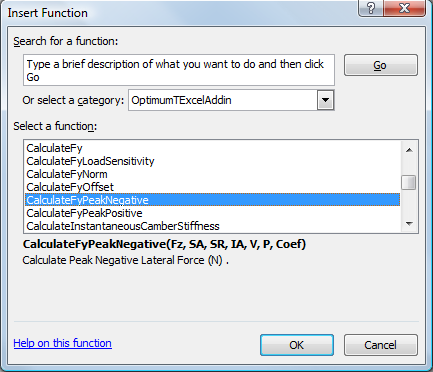 Insert Function
?
Search for a function:
Type a brief description of what you want to do and then click
Go
Go
Or select a category: OptimumTExcelAddin
Select a function:
CalculateFy
CalculateFyLoadSensitivity
CalculateFyNorm
CalculateFyOffset
CalculateFyPeakNegative
CalculateFyPeakPositive
CalculateInstantaneousCamberStiffness
CalculateFyPeakNegative(Fz, SA, SR, IA, V, P, Coef)
Calculate Peak Negative Lateral Force (N) .
Help on this function
OK
Cancel